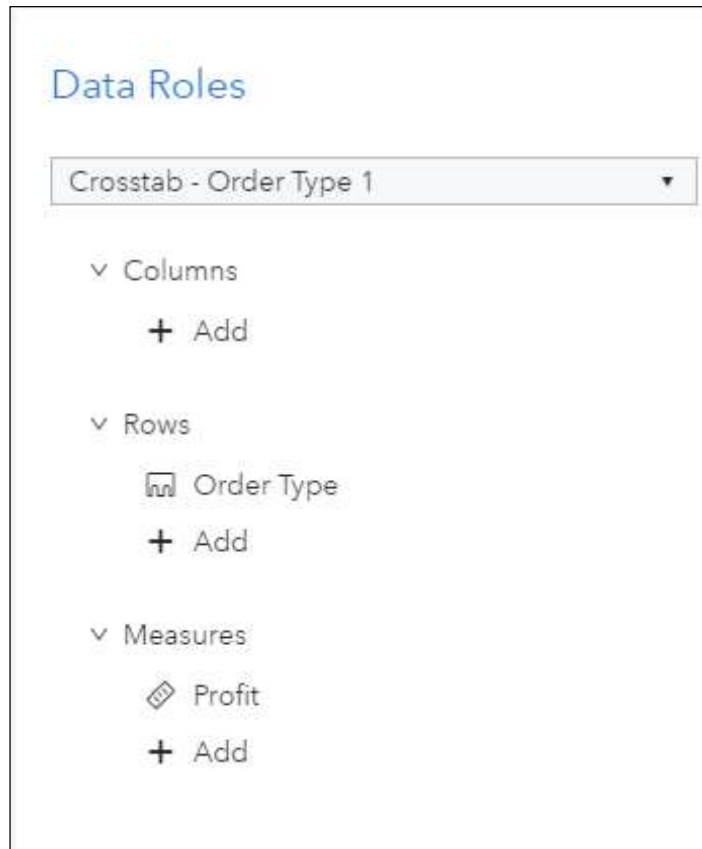 Data Roles
Crosstab - Order Type 1
Columns
+ Add
Rows
Order Type
+ Add
Measures
Profit
+ Add